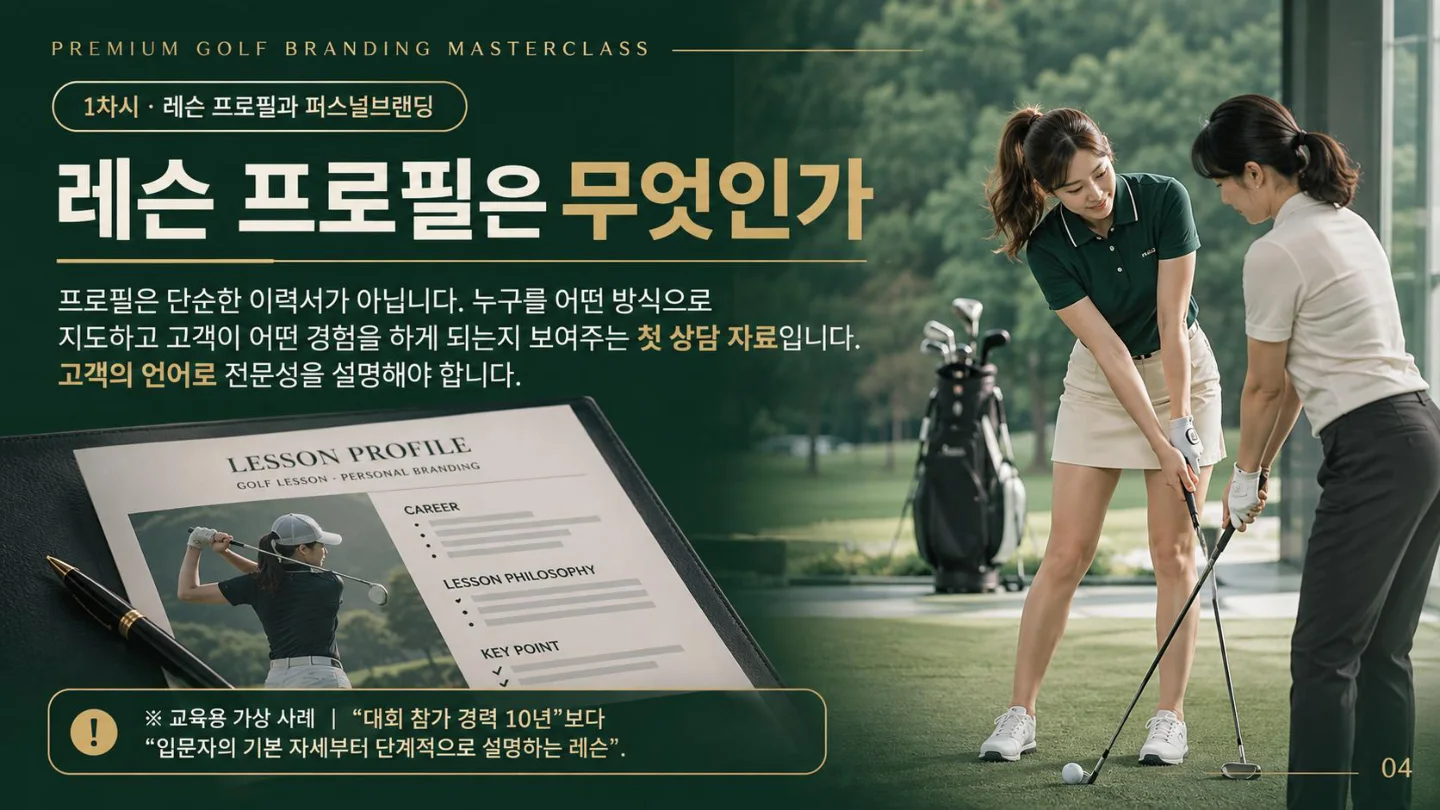 PREMIUM GOLF BRANDING MASTERCLASS
1차시 · 레슨 프로필과 퍼스널브랜딩
레슨 프로필은 무엇인가
프로필은 단순한 이력서가 아닙니다. 누구를 어떤 방식으로
지도하고 고객이 어떤 경험을 하게 되는지 보여주는 첫 상담 자료입니다.
고객의 언어로 전문성을 설명해야 합니다.
LESSON PROFILE
GOLF LESSON · PERSONAL BRANDING
CAREER
LESSON PHILOSOPHY
KEY POINT
※ 교육용 가상 사례 | “대회 참가 경력 10년”보다
“입문자의 기본 자세부터 단계적으로 설명하는 레슨”.
04